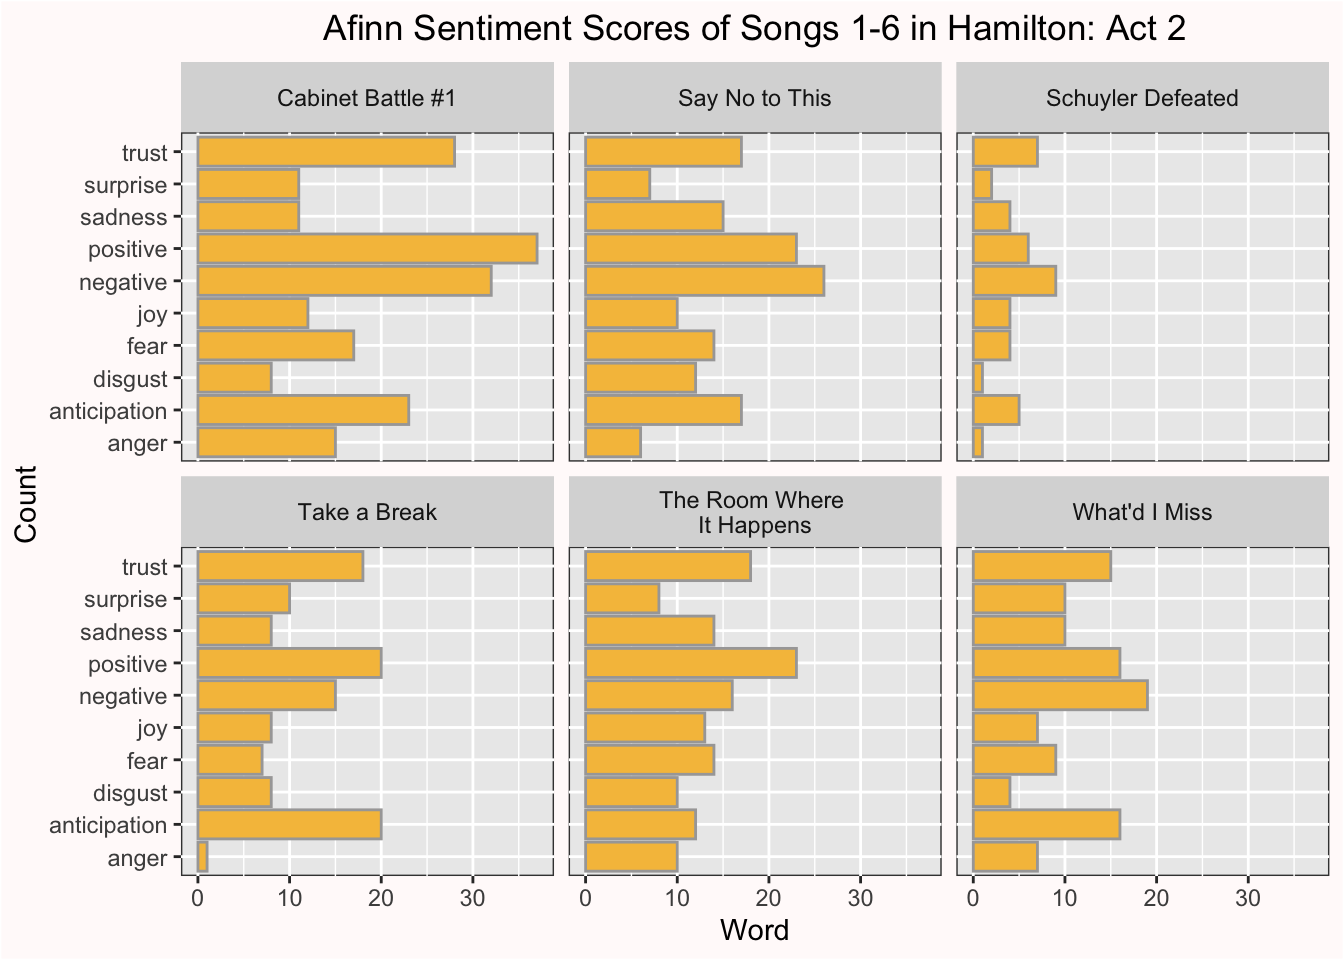 Afinn Sentiment Scores of Songs 1-6 in Hamilton: Act 2
Cabinet Battle #1
Say No to This
Schuyler Defeated
trust
surprise
sadness
positive
negative
joy
fear
disgust
anticipation
anger
Count
Take a Break
The Room Where
It Happens
What'd I Miss
trust
surprise
sadness
positive
negative
joy
fear
disgust
anticipation
anger
0 10 20 30 0 10 20 30 0 10 20 30
Word